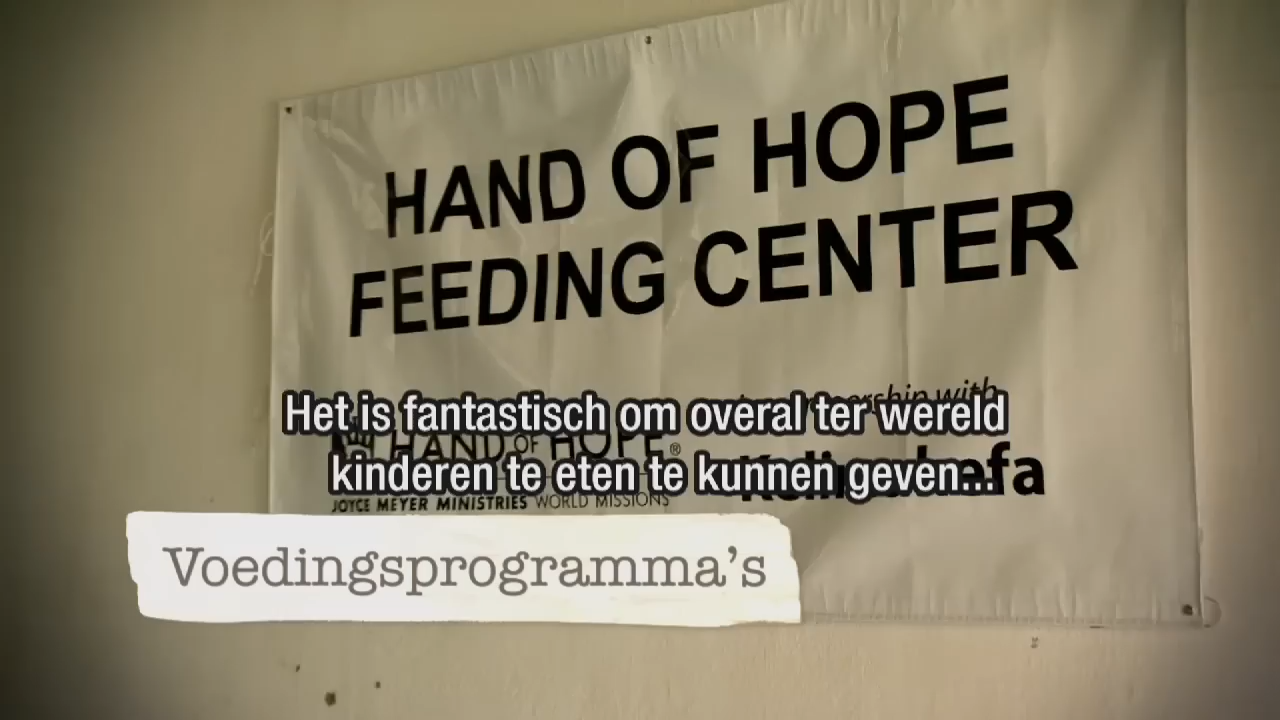 HAND OF HOPE
FEEDING CENTER
with
Het is fantastisch om overal ter wereld
HAND OF HOPE®
kinderen te eten te kunnen geven...
JOYCE MEYER MINISTRIES WORLD MISSIONS
Voedingsprogramma's